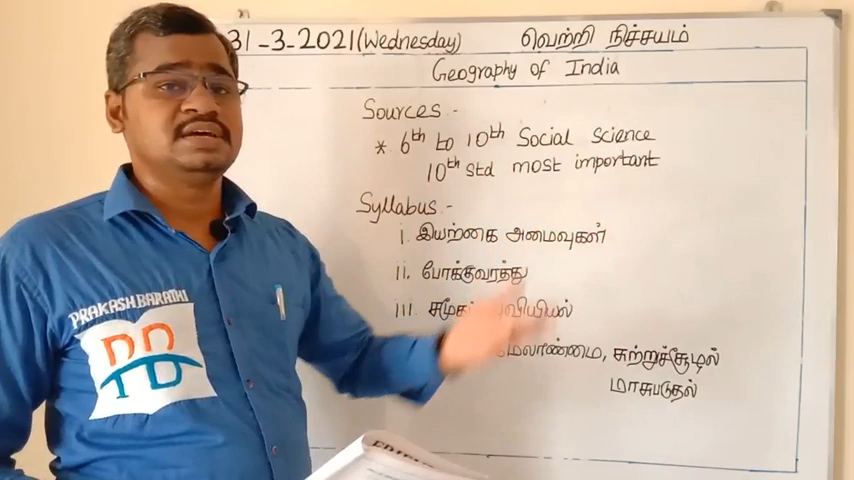 31-3-2021(Wednesday) வெற்றி நிச்சயம்
Geography of India
Sources :-
* 6th to 10th Social Science
10th std most important
Syllabus :-
i. இயற்கை அமைவுகள்
ii. போக்குவரத்து
iii.
மேலாண்மை, சுற்றுச்சூழல்
மாசுபடுதல்
PRAKASH BARATHI
PB